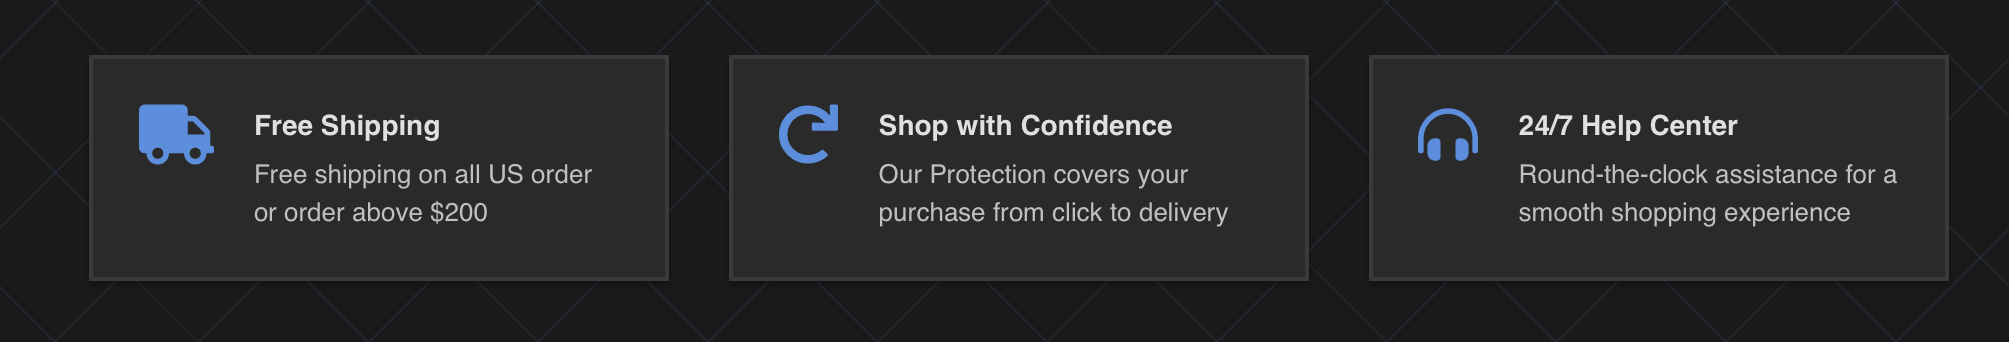 Free Shipping
Free shipping on all US order
or order above $200
Shop with Confidence
Our Protection covers your
purchase from click to delivery
24/7 Help Center
Round-the-clock assistance for a
smooth shopping experience